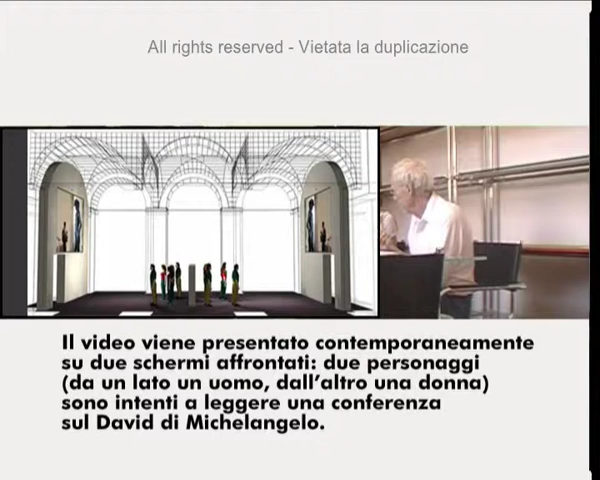 All rights reserved - Vietata la duplicazione
Il video viene presentato contemporaneamente
su due schermi affrontati: due personaggi
(da un lato un uomo, dall'altro una donna)
sono intenti a leggere una conferenza
sul David di Michelangelo.